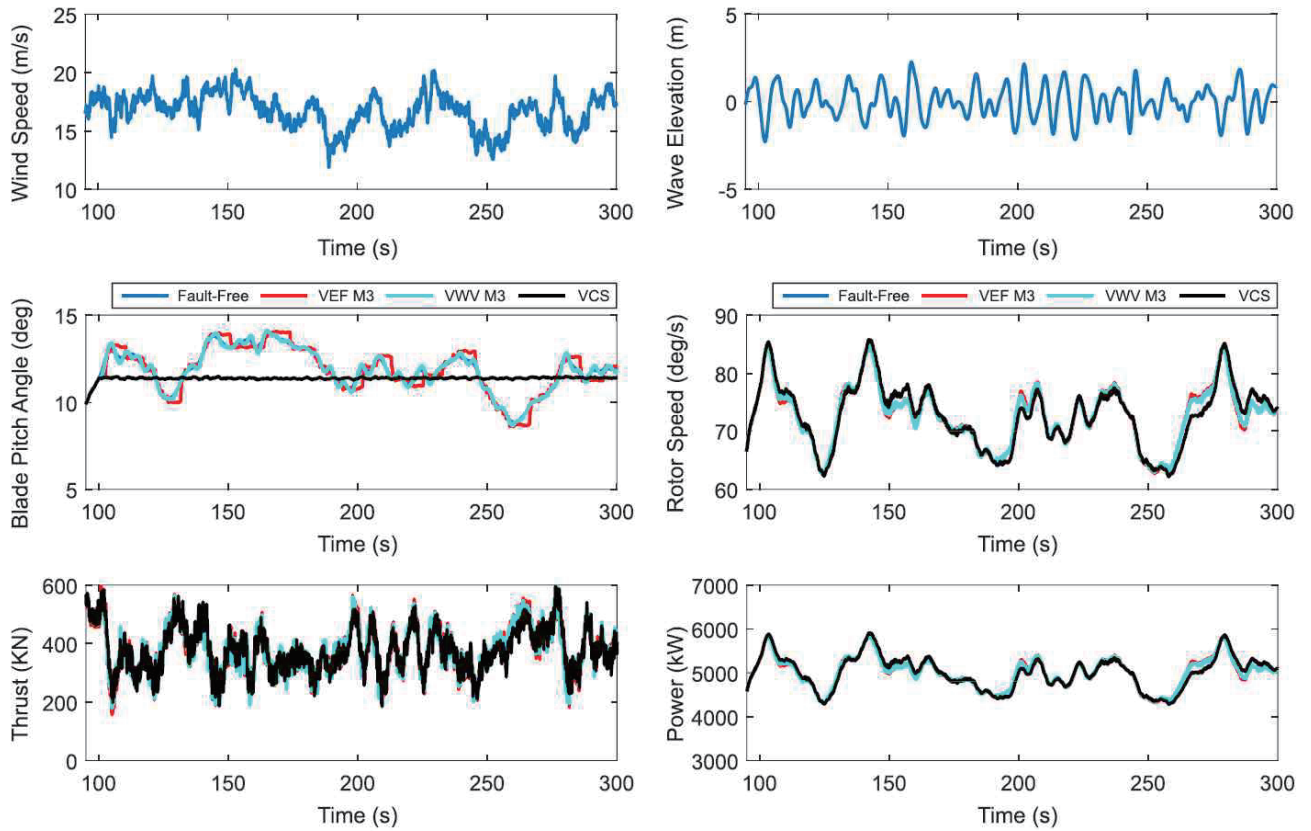 Wind Speed (m/s)
25
20
15
10
100 150 200 250 300
Time (s)
Wave Elevation (m)
5
0
-5
100 150 200 250 300
Time (s)
Fault-Free VEF M3 VWV M3 VCS
Blade Pitch Angle (deg)
15
10
5
100 150 200 250 300
Time (s)
Fault-Free VEF M3 VWV M3 VCS
Rotor Speed (deg/s)
90
80
70
60
100 150 200 250 300
Time (s)
Thrust (KN)
600
400
200
0
100 150 200 250 300
Time (s)
Power (kW)
7000
6000
5000
4000
3000
100 150 200 250 300
Time (s)